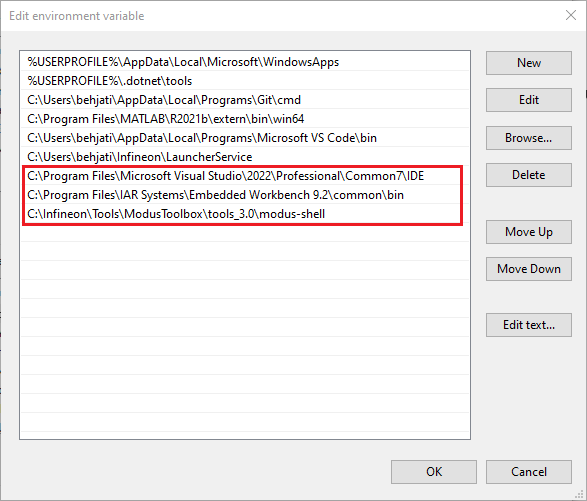 Edit environment variable
%USERPROFILE%\AppData\Local\Microsoft\WindowsApps
%USERPROFILE%\.dotnet\tools
C:\Users\behjati\AppData\Local\Programs\Git\cmd
C:\Program Files\MATLAB\R2021b\extern\bin\win64
C:\Users\behjati\AppData\Local\Programs\Microsoft VS Code\bin
C:\Users\behjati\Infineon\LauncherService
C:\Program Files\Microsoft Visual Studio\2022\Professional\Common7\IDE
C:\Program Files\IAR Systems\Embedded Workbench 9.2\common\bin
C:\Infineon\Tools\ModusToolbox\tools_3.0\modus-shell
New
Edit
Browse...
Delete
Move Up
Move Down
Edit text...
OK
Cancel